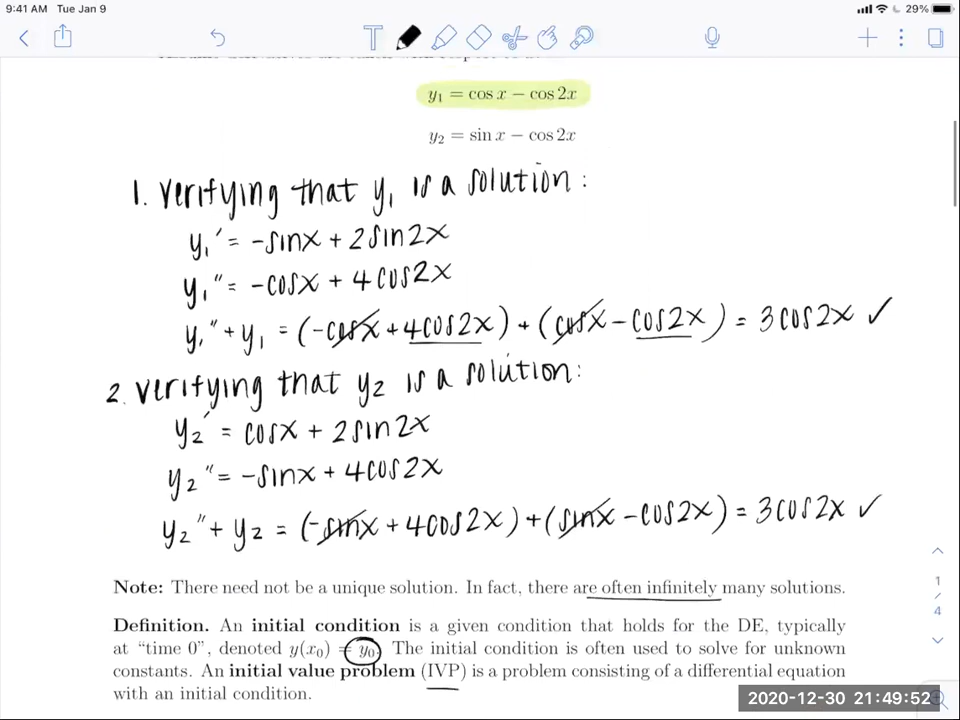 9:41 AM Tue Jan 9
29%
y₁ = cos x − cos 2x
y₂ = sin x − cos 2x
1. Verifying that y₁ is a solution:
y₁′ = -sinx + 2sin2x
y₁″ = -cosx + 4cos2x
y₁″ + y₁ = (-cosx + 4cos2x) + (cosx - cos2x) = 3cos2x ✓
2. Verifying that y₂ is a solution:
y₂′ = cosx + 2sin2x
y₂″ = -sinx + 4cos2x
y₂″ + y₂ = (-sinx + 4cos2x) + (sinx - cos2x) = 3cos2x ✓
Note: There need not be a unique solution. In fact, there are often infinitely many solutions.
Definition. An initial condition is a given condition that holds for the DE, typically
at “time 0”, denoted y(x₀) = y₀. The initial condition is often used to solve for unknown
constants. An initial value problem (IVP) is a problem consisting of a differential equation
with an initial condition.
1
/
4
2020-12-30 21:49:52